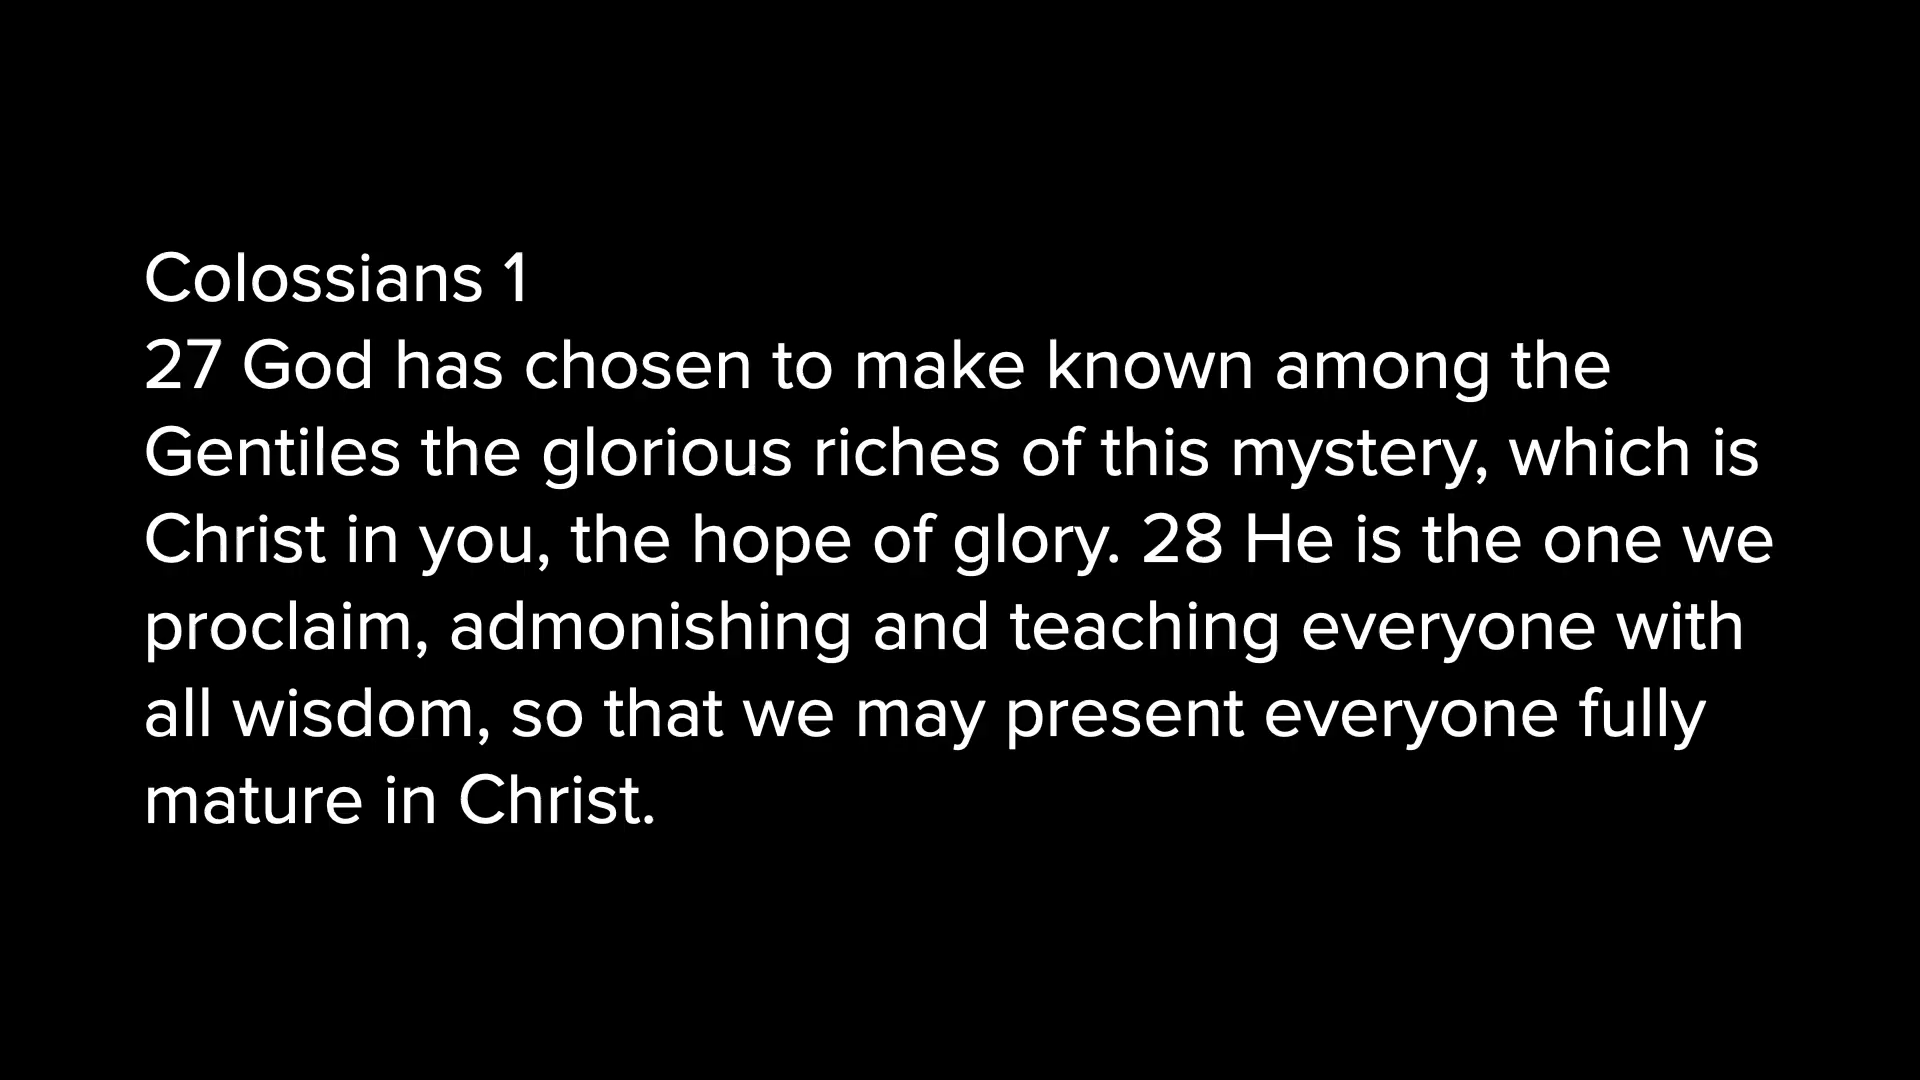 Colossians 1
27 God has chosen to make known among the
Gentiles the glorious riches of this mystery, which is
Christ in you, the hope of glory. 28 He is the one we
proclaim, admonishing and teaching everyone with
all wisdom, so that we may present everyone fully
mature in Christ.